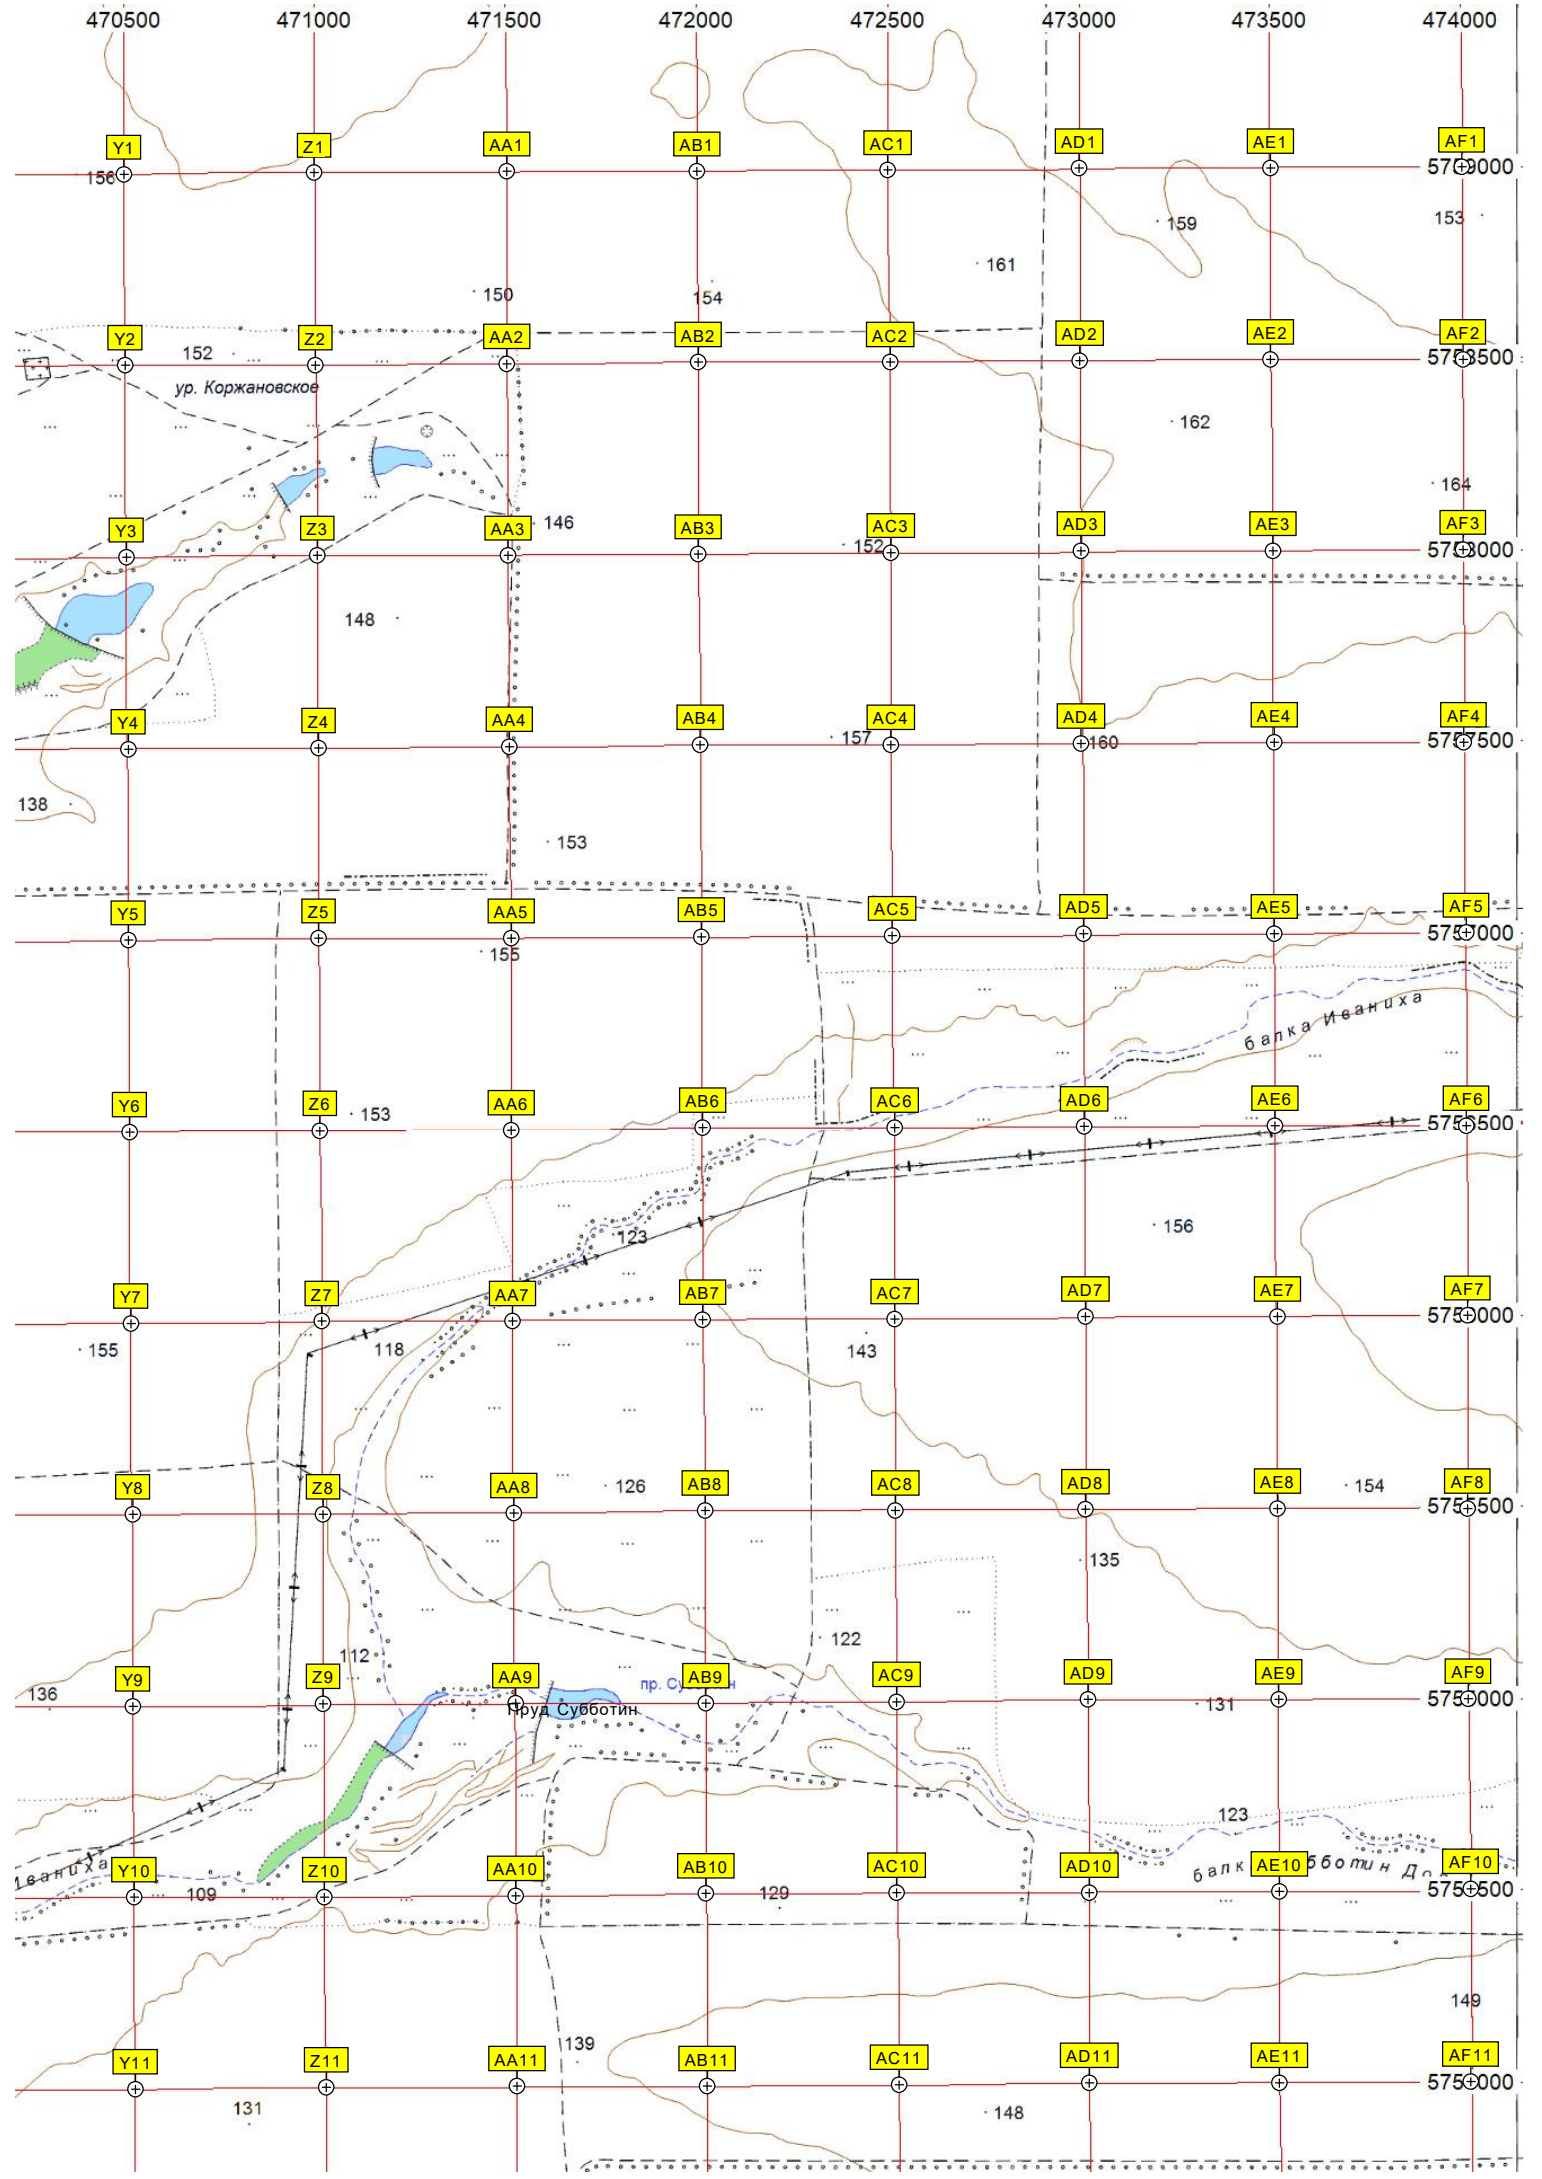 470500 471000 471500 472000 472500 473000 473500 474000
Y1 Z1 AA1 AB1 AC1 AD1 AE1 AF1
156
159 153
161
150 154
Y2 Z2 AA2 AB2 AC2 AD2 AE2 AF2
152
ур. Коржановское
162
164
Y3 Z3 AA3 AB3 AC3 AD3 AE3 AF3
146
152
148
Y4 Z4 AA4 AB4 AC4 AD4 AE4 AF4
157 160
138
153
Y5 Z5 AA5 AB5 AC5 AD5 AE5 AF5
155
балка Иваниха
Y6 Z6 AA6 AB6 AC6 AD6 AE6 AF6
153
123 156
Y7 Z7 AA7 AB7 AC7 AD7 AE7 AF7
155 118 143
Y8 Z8 AA8 AB8 AC8 AD8 AE8 AF8
126 154
135
122
112
Y9 Z9 AA9 AB9 AC9 AD9 AE9 AF9
136 131
Пруд Субботин
123
Y10 Z10 AA10 AB10 AC10 AD10 AE10 AF10
109 129
149
139
Y11 Z11 AA11 AB11 AC11 AD11 AE11 AF11
131 148